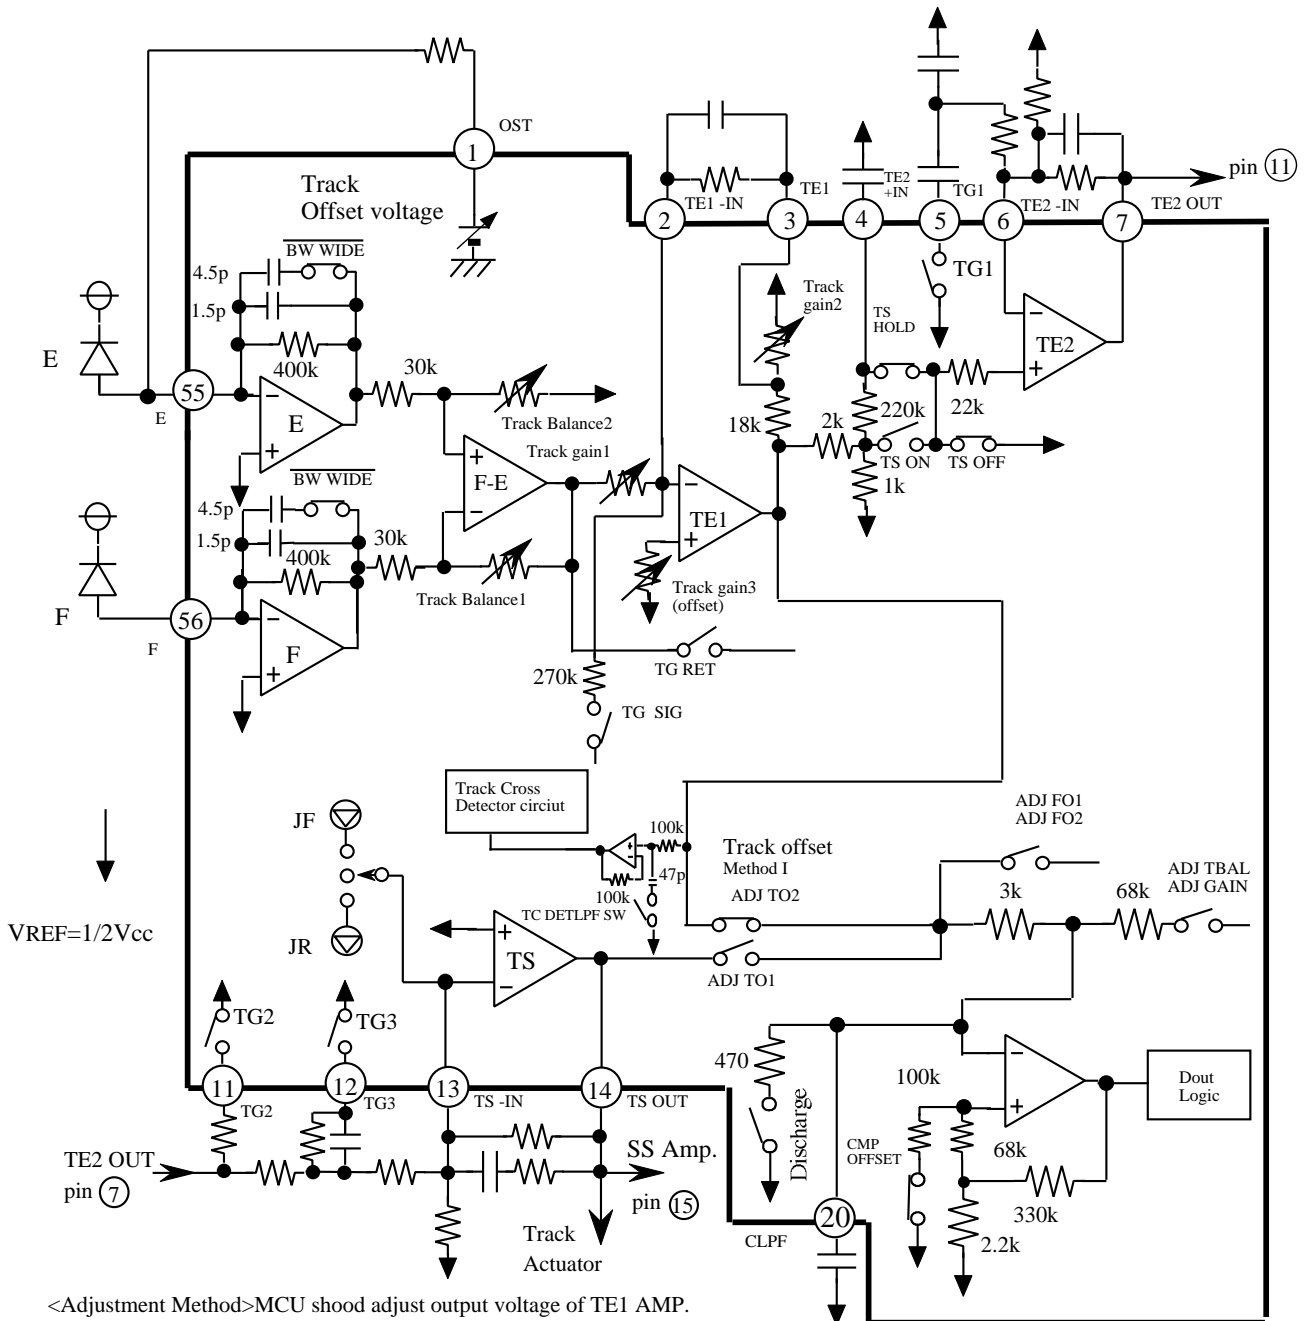 OST
1
Track
Offset voltage
BW WIDE
4.5p
1.5p
400k
E
55
E
E
30k
Track Balance2
Track gain1
F-E
BW WIDE
4.5p
1.5p
400k
30k
Track Balance1
F
56
F
F
TE1 -IN
2
TE1
3
TE2
+IN
4
TG1
5
TE2 -IN
6
TE2 OUT
7
pin 11
TG1
Track
gain2
TS
HOLD
TE2
18k
2k
220k
22k
TS ON
TS OFF
1k
TE1
Track gain3
(offset)
TG RET
270k
TG SIG
Track Cross
Detector circiut
100k
47p
100k
TC DETLPF SW
Track offset
Method I
ADJ TO2
ADJ TO1
ADJ FO1
ADJ FO2
3k
68k
ADJ TBAL
ADJ GAIN
JF
JR
VREF=1/2Vcc
TS
TG2
TG3
11
TG2
12
TG3
13
TS -IN
14
TS OUT
470
Discharge
100k
CMP
OFFSET
68k
330k
2.2k
Dout
Logic
TE2 OUT
pin 7
SS Amp.
pin 15
Track
Actuator
20
CLPF
<Adjustment Method>MCU shood adjust output voltage of TE1 AMP.